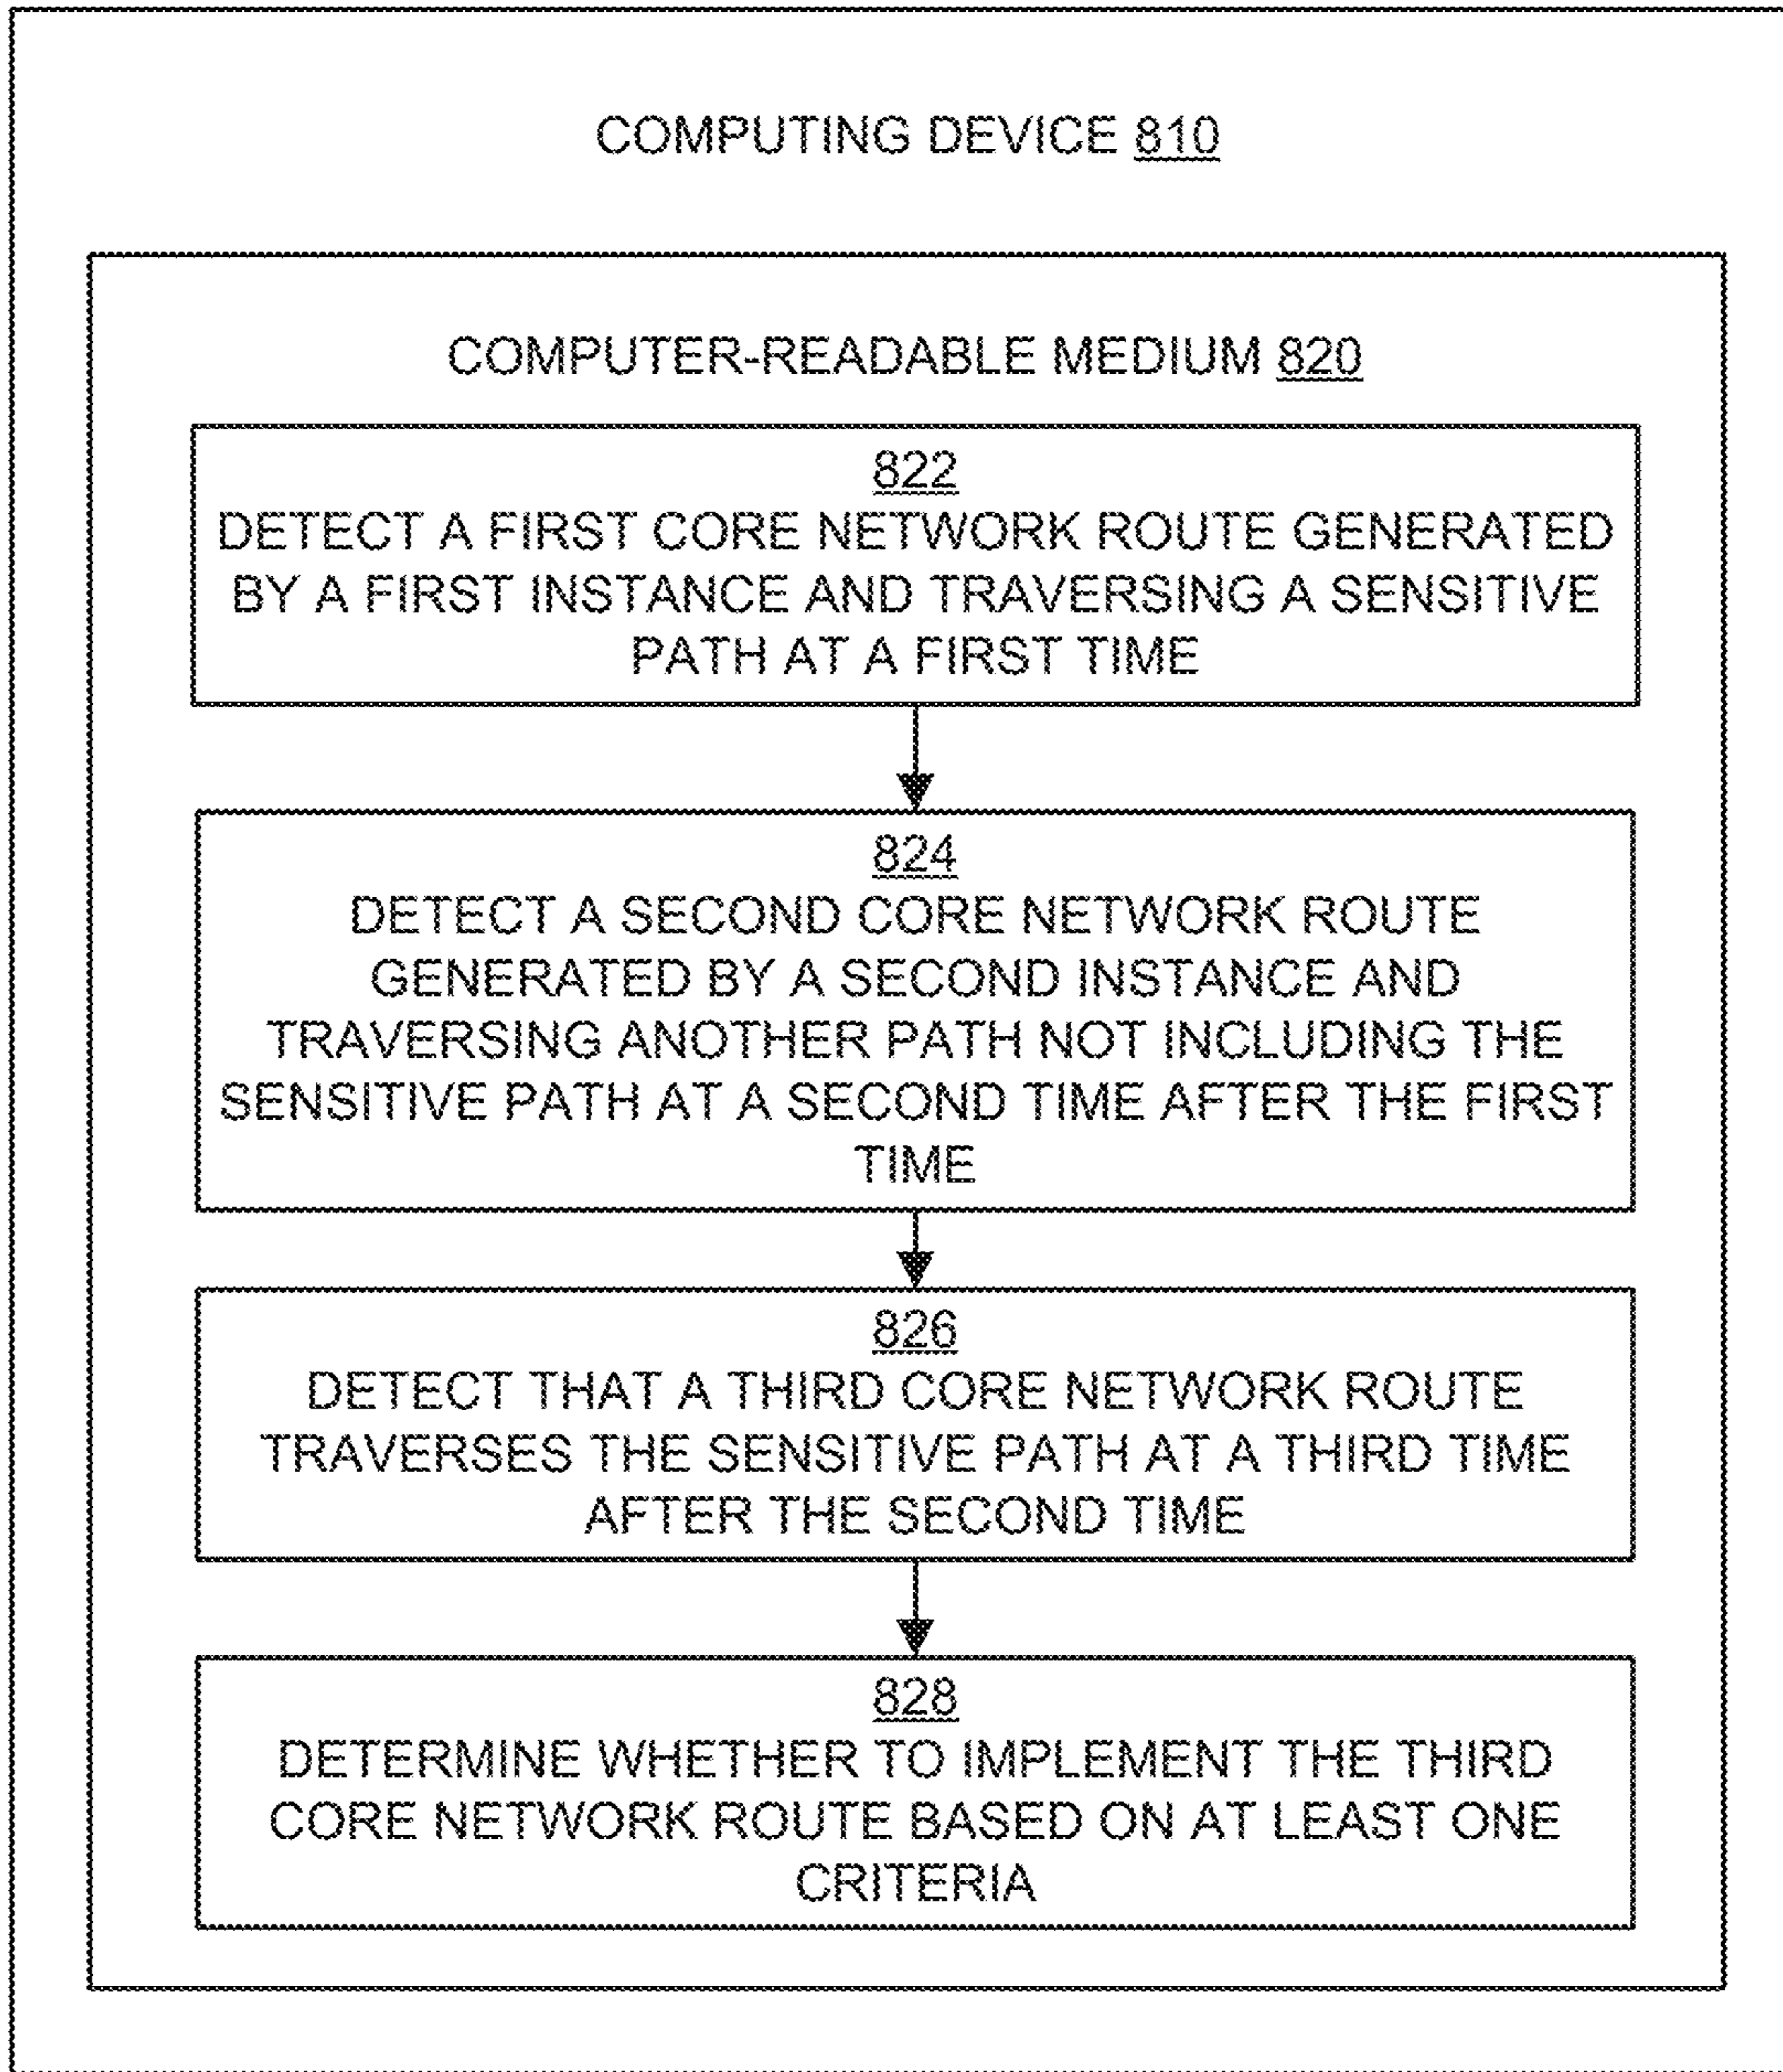 COMPUTING DEVICE 810
COMPUTER-READABLE MEDIUM 820
822
DETECT A FIRST CORE NETWORK ROUTE GENERATED
BY A FIRST INSTANCE AND TRAVERSING A SENSITIVE
PATH AT A FIRST TIME
824
DETECT A SECOND CORE NETWORK ROUTE
GENERATED BY A SECOND INSTANCE AND
TRAVERSING ANOTHER PATH NOT INCLUDING THE
SENSITIVE PATH AT A SECOND TIME AFTER THE FIRST
TIME
826
DETECT THAT A THIRD CORE NETWORK ROUTE
TRAVERSES THE SENSITIVE PATH AT A THIRD TIME
AFTER THE SECOND TIME
828
DETERMINE WHETHER TO IMPLEMENT THE THIRD
CORE NETWORK ROUTE BASED ON AT LEAST ONE
CRITERIA